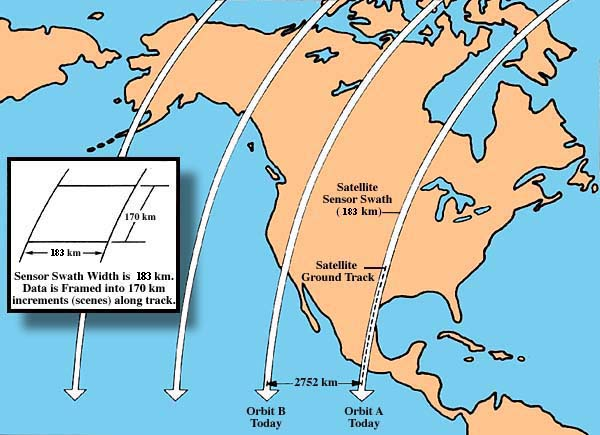 Satellite
Sensor Swath
( 183 km)
Satellite
Ground Track
170 km
183 km
Sensor Swath Width is 183 km.
Data is Framed into 170 km
increments (scenes) along track.
2752 km
Orbit B
Today
Orbit A
Today